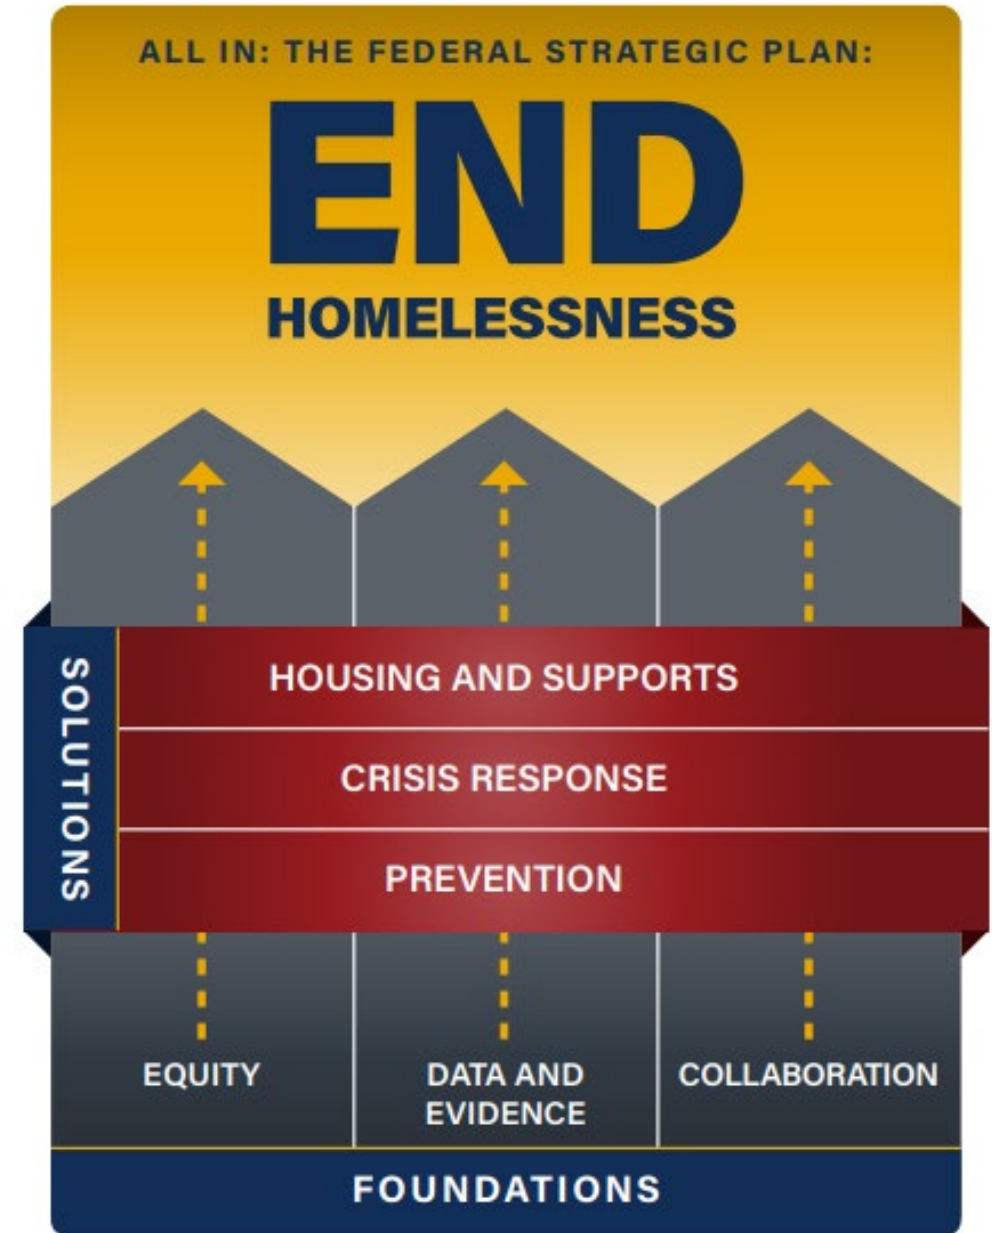 ALL IN: THE FEDERAL STRATEGIC PLAN:
END
HOMELESSNESS
SOLUTIONS
HOUSING AND SUPPORTS
CRISIS RESPONSE
PREVENTION
EQUITY
DATA AND
EVIDENCE
COLLABORATION
FOUNDATIONS